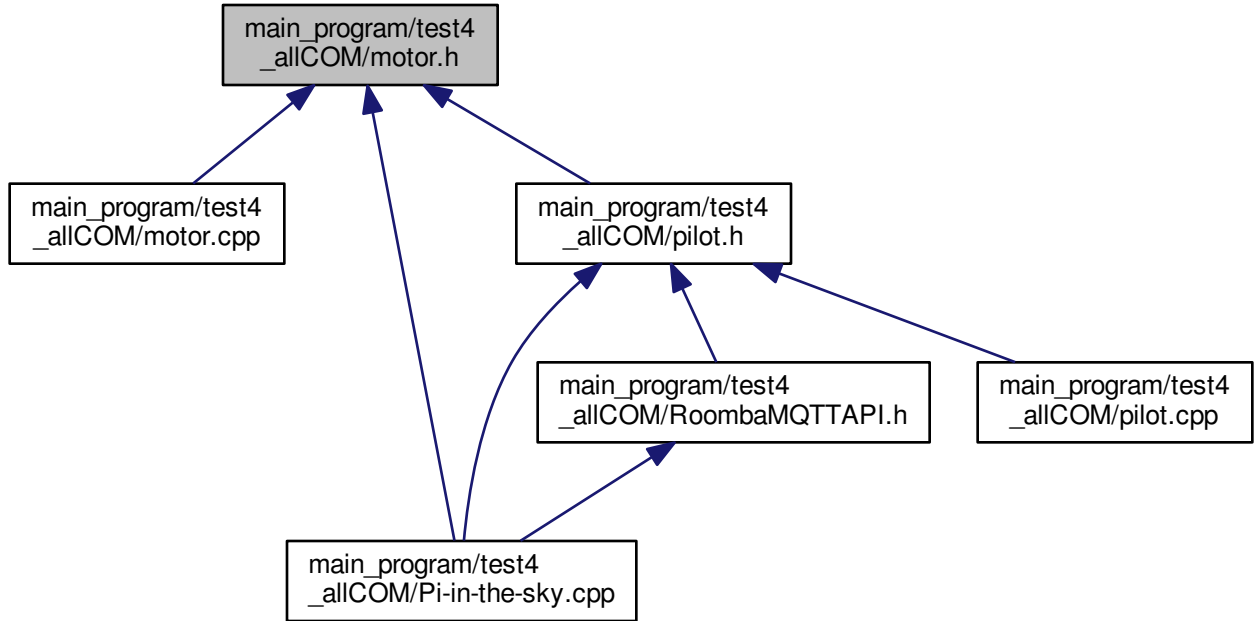 main_program/test4
_allCOM/motor.h
main_program/test4
_allCOM/motor.cpp
main_program/test4
_allCOM/pilot.h
main_program/test4
_allCOM/RoombaMQTTAPI.h
main_program/test4
_allCOM/pilot.cpp
main_program/test4
_allCOM/Pi-in-the-sky.cpp